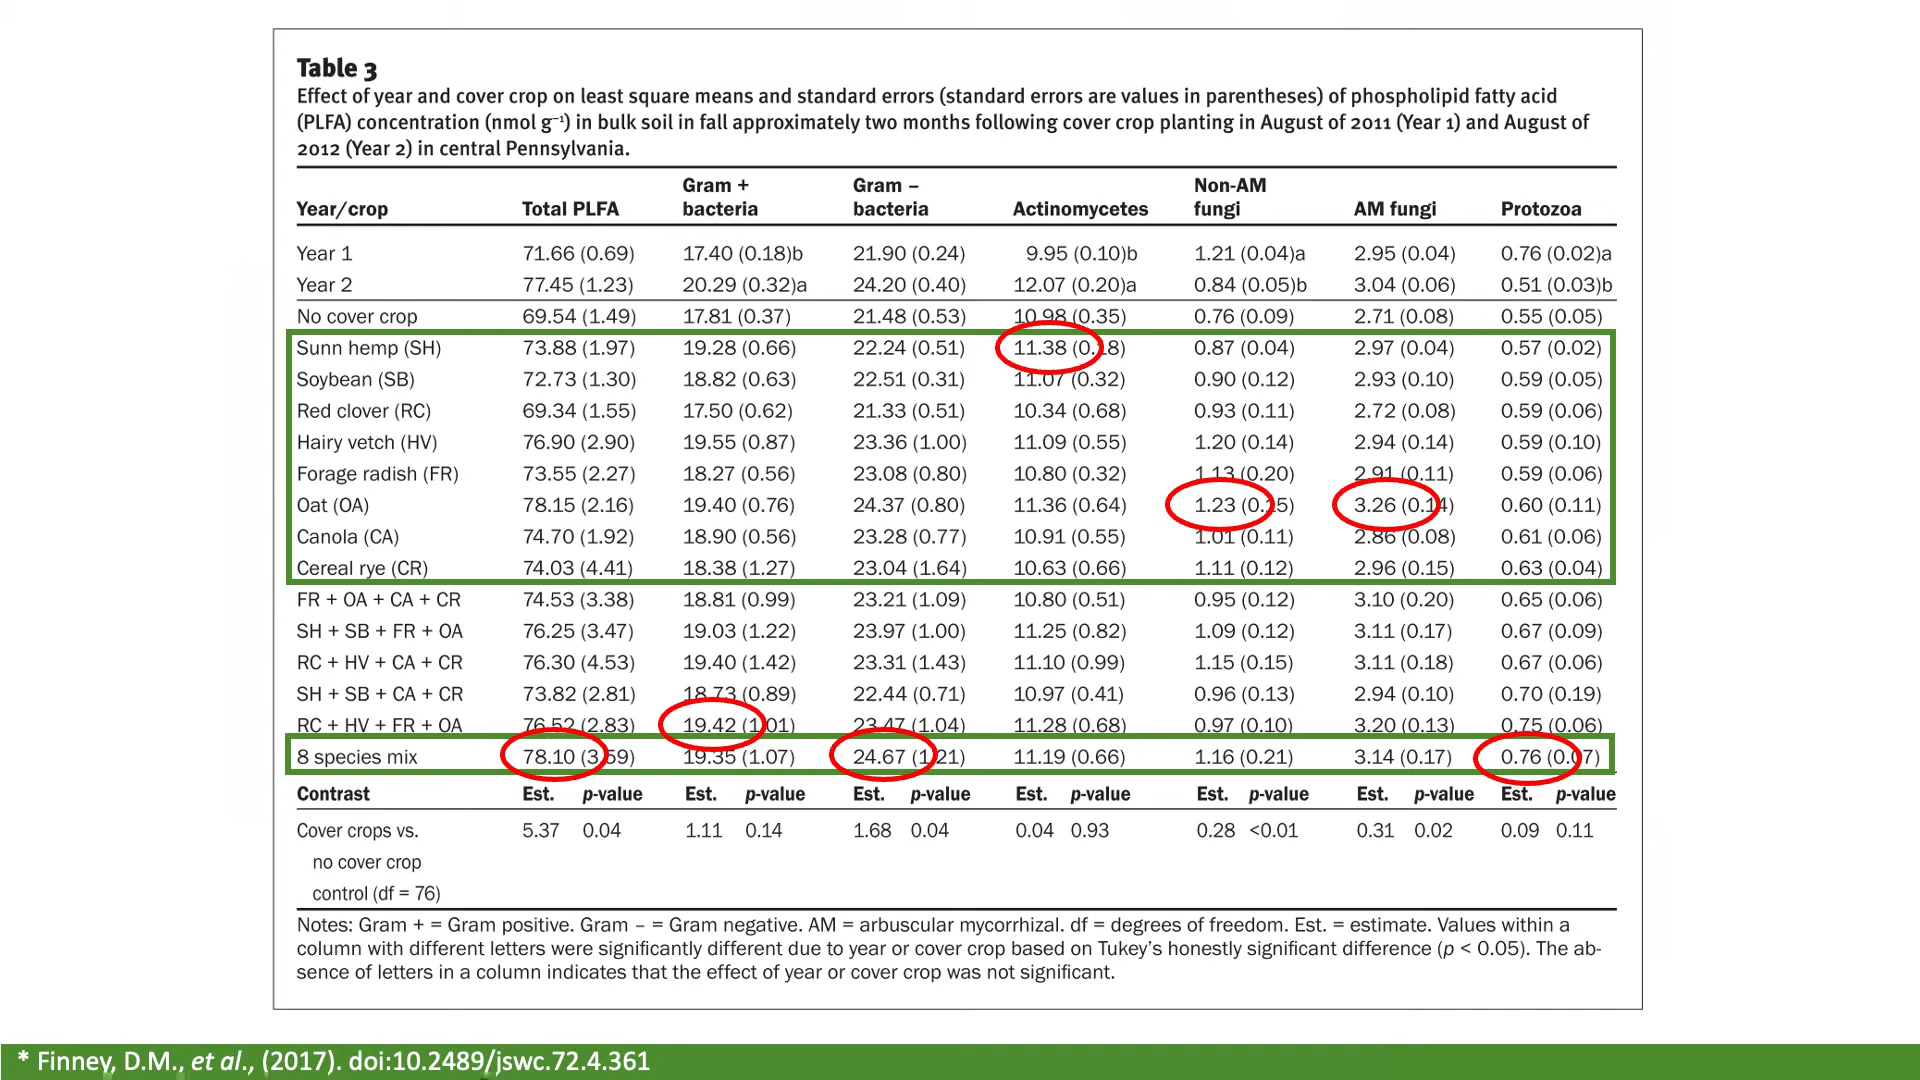 Table 3
Effect of year and cover crop on least square means and standard errors (standard errors are values in parentheses) of phospholipid fatty acid
(PLFA) concentration (nmol g⁻¹) in bulk soil in fall approximately two months following cover crop planting in August of 2011 (Year 1) and August of
2012 (Year 2) in central Pennsylvania.
Year/crop Total PLFA Gram + bacteria Gram – bacteria Actinomycetes Non-AM fungi AM fungi Protozoa
Year 1 71.66 (0.69) 17.40 (0.18)b 21.90 (0.24) 9.95 (0.10)b 1.21 (0.04)a 2.95 (0.04) 0.76 (0.02)a
Year 2 77.45 (1.23) 20.29 (0.32)a 24.20 (0.40) 12.07 (0.20)a 0.84 (0.05)b 3.04 (0.06) 0.51 (0.03)b
No cover crop 69.54 (1.49) 17.81 (0.37) 21.48 (0.53) 10.98 (0.35) 0.76 (0.09) 2.71 (0.08) 0.55 (0.05)
Sunn hemp (SH) 73.88 (1.97) 19.28 (0.66) 22.24 (0.51) 11.38 (0.18) 0.87 (0.04) 2.97 (0.04) 0.57 (0.02)
Soybean (SB) 72.73 (1.30) 18.82 (0.63) 22.51 (0.31) 11.07 (0.32) 0.90 (0.12) 2.93 (0.10) 0.59 (0.05)
Red clover (RC) 69.34 (1.55) 17.50 (0.62) 21.33 (0.51) 10.34 (0.68) 0.93 (0.11) 2.72 (0.08) 0.59 (0.06)
Hairy vetch (HV) 76.90 (2.90) 19.55 (0.87) 23.36 (1.00) 11.09 (0.55) 1.20 (0.14) 2.94 (0.14) 0.59 (0.10)
Forage radish (FR) 73.55 (2.27) 18.27 (0.56) 23.08 (0.80) 10.80 (0.32) 1.13 (0.20) 2.91 (0.11) 0.59 (0.06)
Oat (OA) 78.15 (2.16) 19.40 (0.76) 24.37 (0.80) 11.36 (0.64) 1.23 (0.15) 3.26 (0.14) 0.60 (0.11)
Canola (CA) 74.70 (1.92) 18.90 (0.56) 23.28 (0.77) 10.91 (0.55) 1.01 (0.11) 2.86 (0.08) 0.61 (0.06)
Cereal rye (CR) 74.03 (4.41) 18.38 (1.27) 23.04 (1.64) 10.63 (0.66) 1.11 (0.12) 2.96 (0.15) 0.63 (0.04)
FR + OA + CA + CR 74.53 (3.38) 18.81 (0.99) 23.21 (1.09) 10.80 (0.51) 0.95 (0.12) 3.10 (0.20) 0.65 (0.06)
SH + SB + FR + OA 76.25 (3.47) 19.03 (1.22) 23.97 (1.00) 11.25 (0.82) 1.09 (0.12) 3.11 (0.17) 0.67 (0.09)
RC + HV + CA + CR 76.30 (4.53) 19.40 (1.42) 23.31 (1.43) 11.10 (0.99) 1.15 (0.15) 3.11 (0.18) 0.67 (0.06)
SH + SB + CA + CR 73.82 (2.81) 18.73 (0.89) 22.44 (0.71) 10.97 (0.41) 0.96 (0.13) 2.94 (0.10) 0.70 (0.19)
RC + HV + FR + OA 76.52 (2.83) 19.42 (1.01) 23.47 (1.04) 11.28 (0.68) 0.97 (0.10) 3.20 (0.13) 0.75 (0.06)
8 species mix 78.10 (3.59) 19.35 (1.07) 24.67 (1.21) 11.19 (0.66) 1.16 (0.21) 3.14 (0.17) 0.76 (0.07)
Contrast Est. p-value Est. p-value Est. p-value Est. p-value Est. p-value Est. p-value Est. p-value
Cover crops vs. 5.37 0.04 1.11 0.14 1.68 0.04 0.04 0.93 0.28 <0.01 0.31 0.02 0.09 0.11
no cover crop
control (df = 76)
Notes: Gram + = Gram positive. Gram – = Gram negative. AM = arbuscular mycorrhizal. df = degrees of freedom. Est. = estimate. Values within a
column with different letters were significantly different due to year or cover crop based on Tukey's honestly significant difference (p < 0.05). The ab-
sence of letters in a column indicates that the effect of year or cover crop was not significant.
* Finney, D.M., et al., (2017). doi:10.2489/jswc.72.4.361